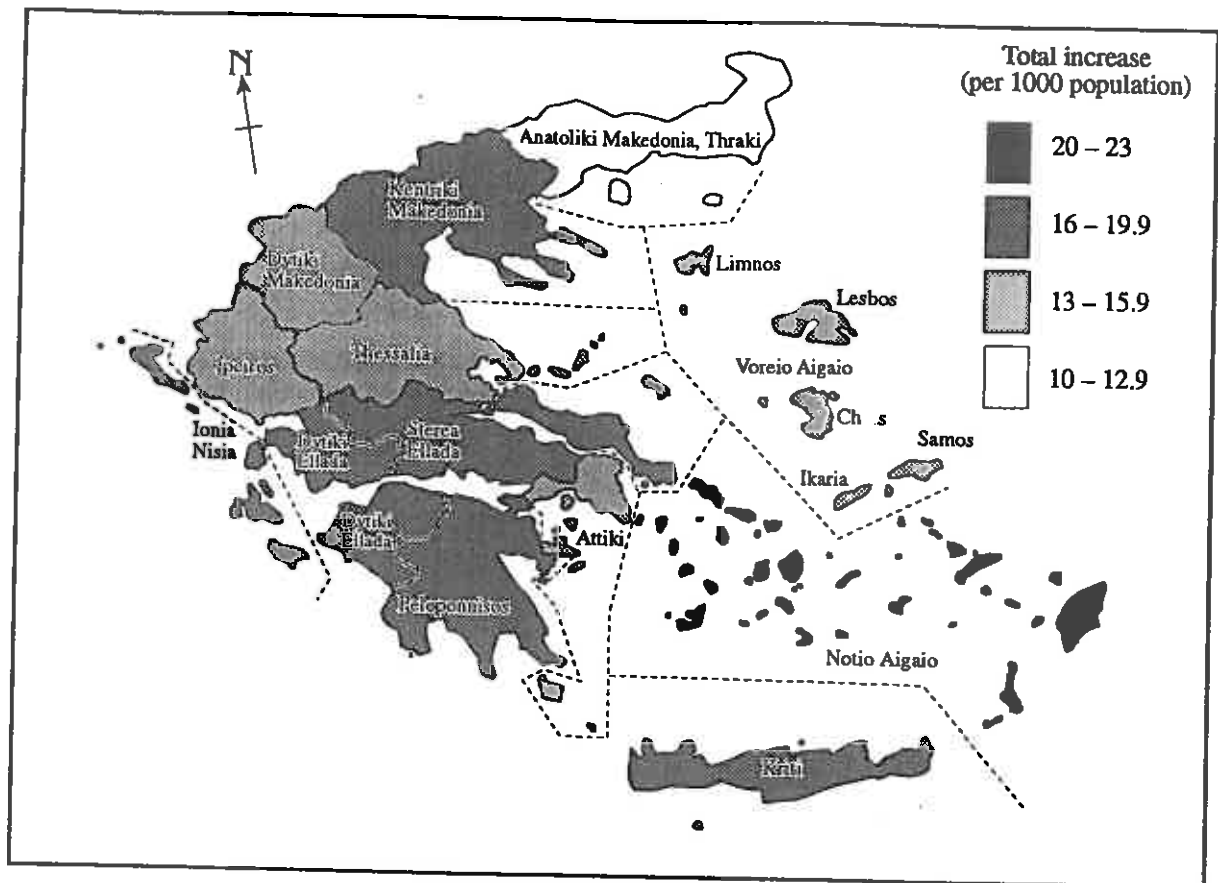 N
Total increase
(per 1000 population)
20 – 23
16 – 19.9
13 – 15.9
10 – 12.9
Anatoliki Makedonia, Thraki
Kentriki
Makedonia
Dytiki
Makedonia
Limnos
Lesbos
Ipeiros
Thessalia
Voreio Aigaio
Ch s
Ionia
Nisia
Dytiki
Ellada
Sterea
Ellada
Samos
Ikaria
Dytiki
Ellada
Attiki
Peloponnisos
Notio Aigaio
Kriti